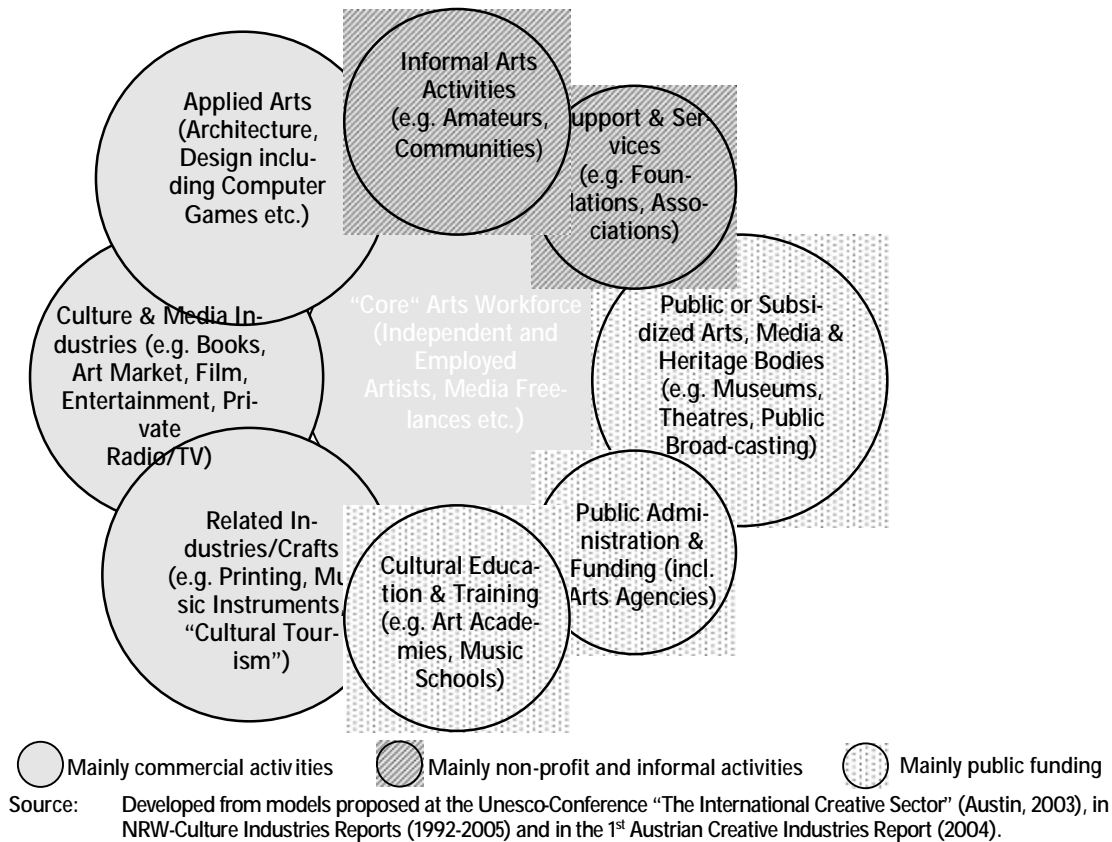 Applied Arts
(Architecture,
Design inclu-
ding Computer
Games etc.)
Informal Arts
Activities
(e.g. Amateurs,
Communities)
upport & Ser-
vices
(e.g. Foun-
dations, Asso-
ciations)
Culture & Media In-
dustries (e.g. Books,
Art Market, Film,
Entertainment, Pri-
vate
Radio/TV)
"Core“ Arts Workforce
(Independent and
Employed
Artists, Media Free-
lances etc.)
Public or Subsi-
dized Arts, Media &
Heritage Bodies
(e.g. Museums,
Theatres, Public
Broad-casting)
Related In-
dustries/Crafts
(e.g. Printing, Mu
sic Instruments,
“Cultural Tour-
ism”)
Cultural Educa-
tion & Training
(e.g. Art Acade-
mies, Music
Schools)
Public Admi-
nistration &
Funding (incl.
Arts Agencies)
Mainly commercial activities
Mainly non-profit and informal activities
Mainly public funding
Source: Developed from models proposed at the Unesco-Conference “The International Creative Sector” (Austin, 2003), in
NRW-Culture Industries Reports (1992-2005) and in the 1st Austrian Creative Industries Report (2004).